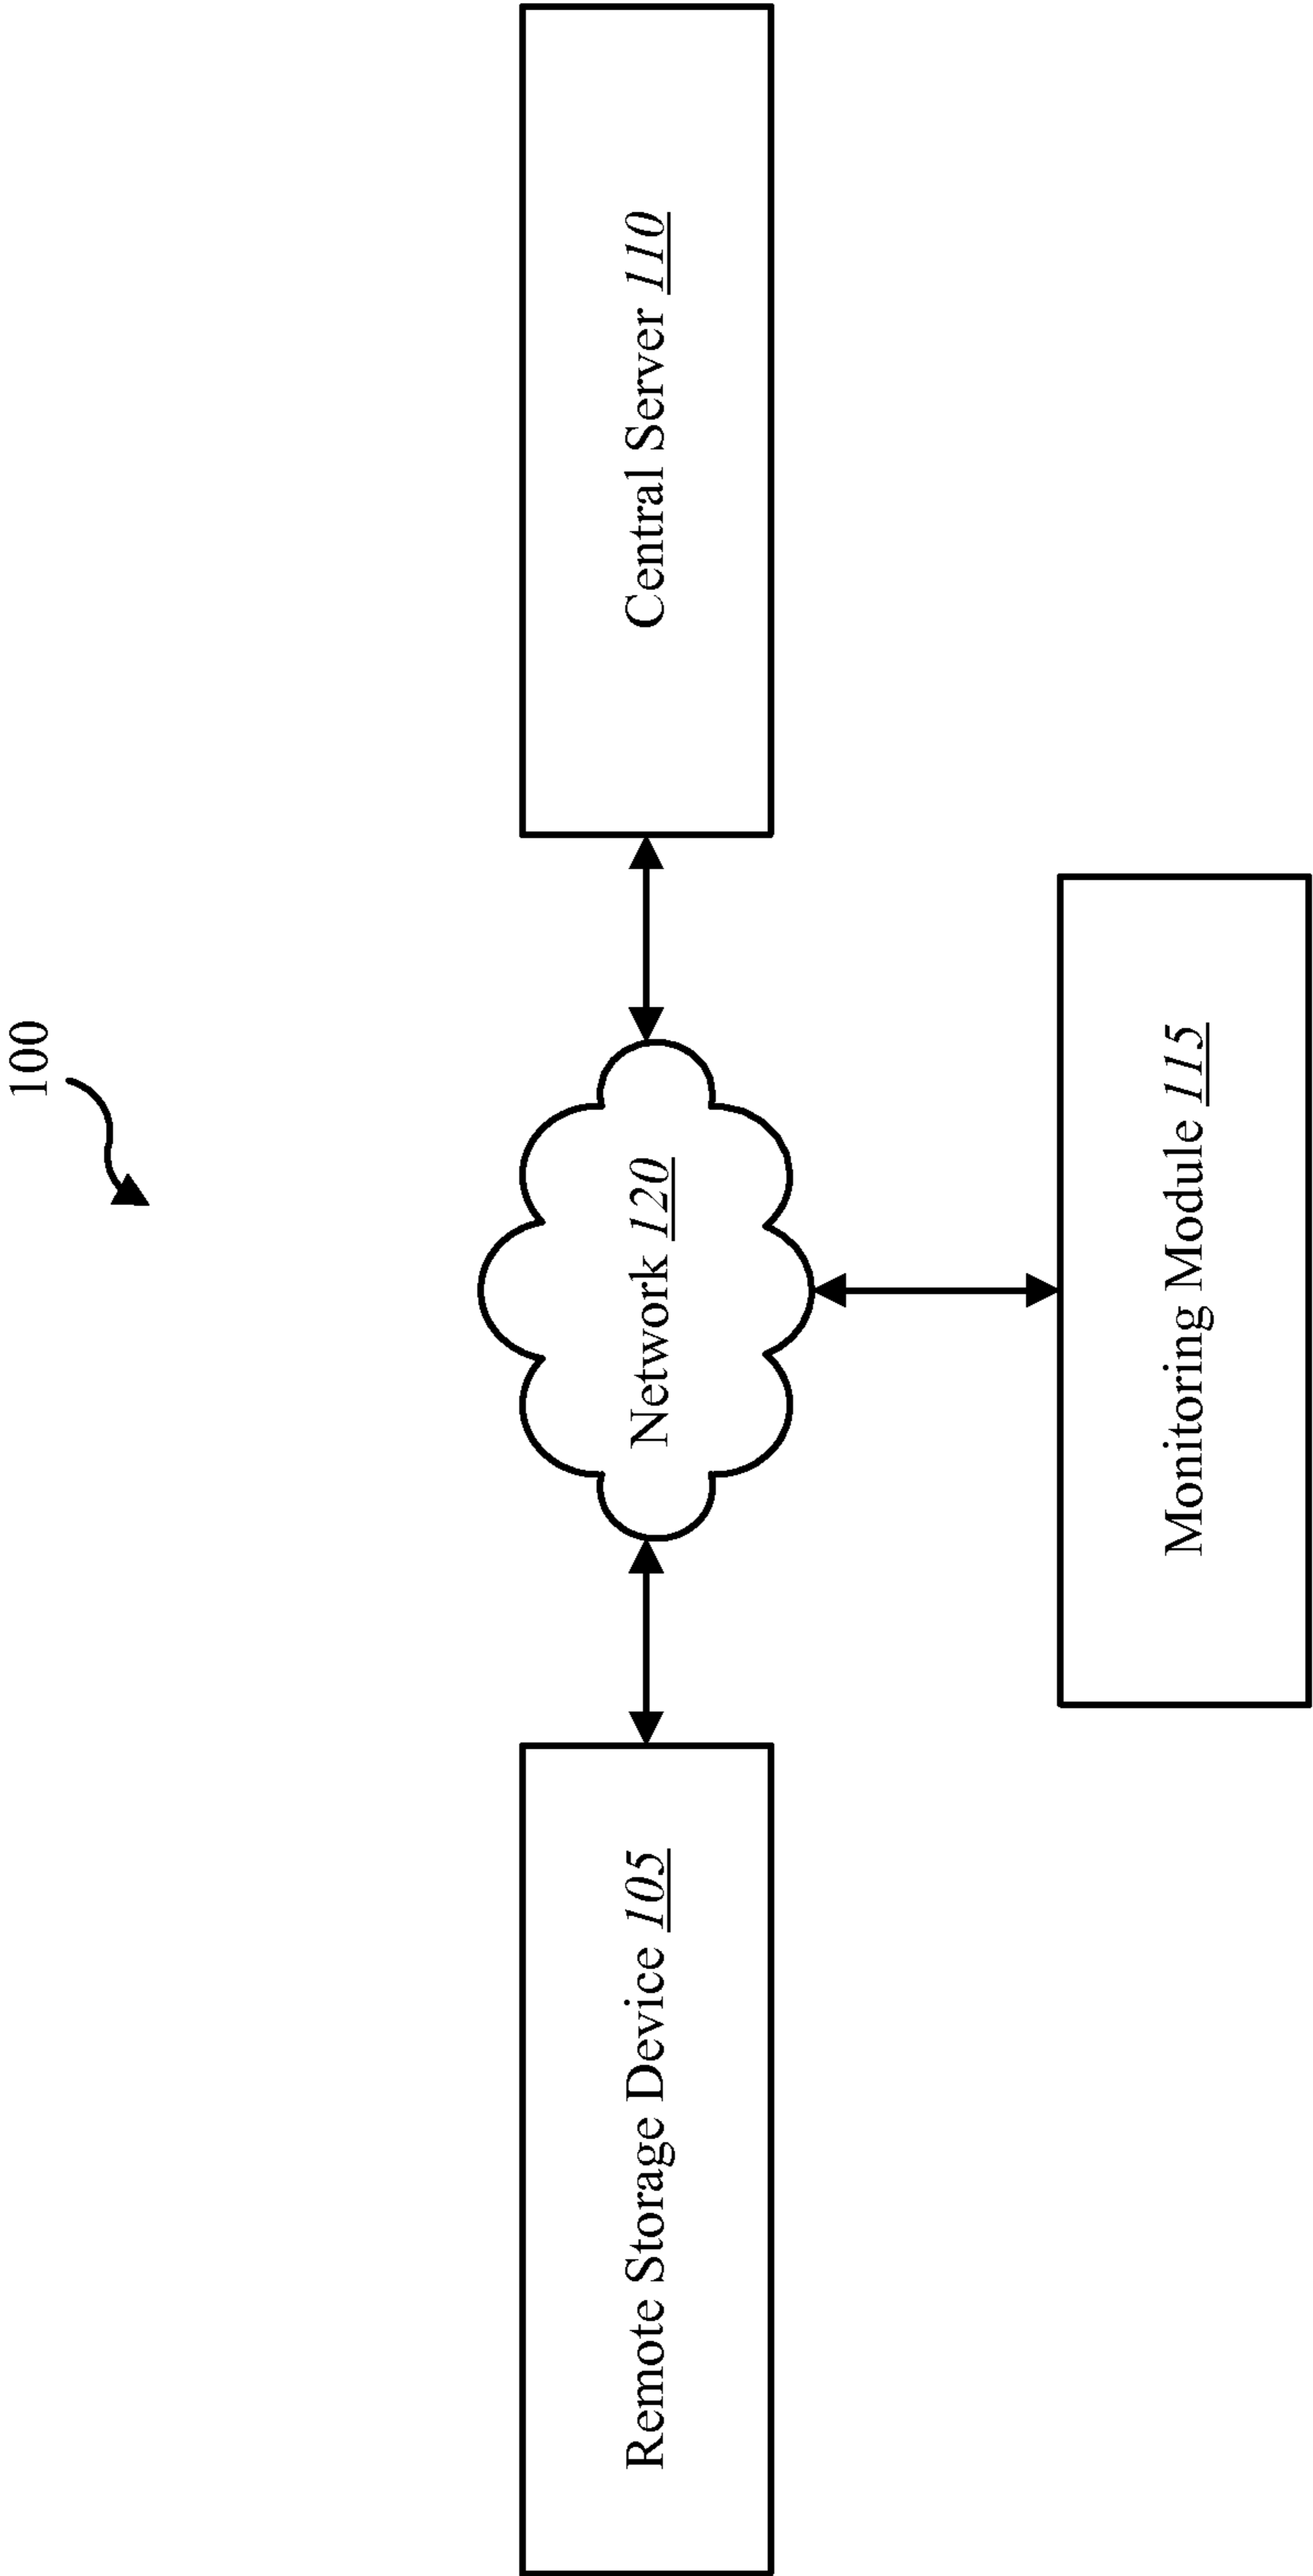 100
Remote Storage Device 105
Network 120
Central Server 110
Monitoring Module 115